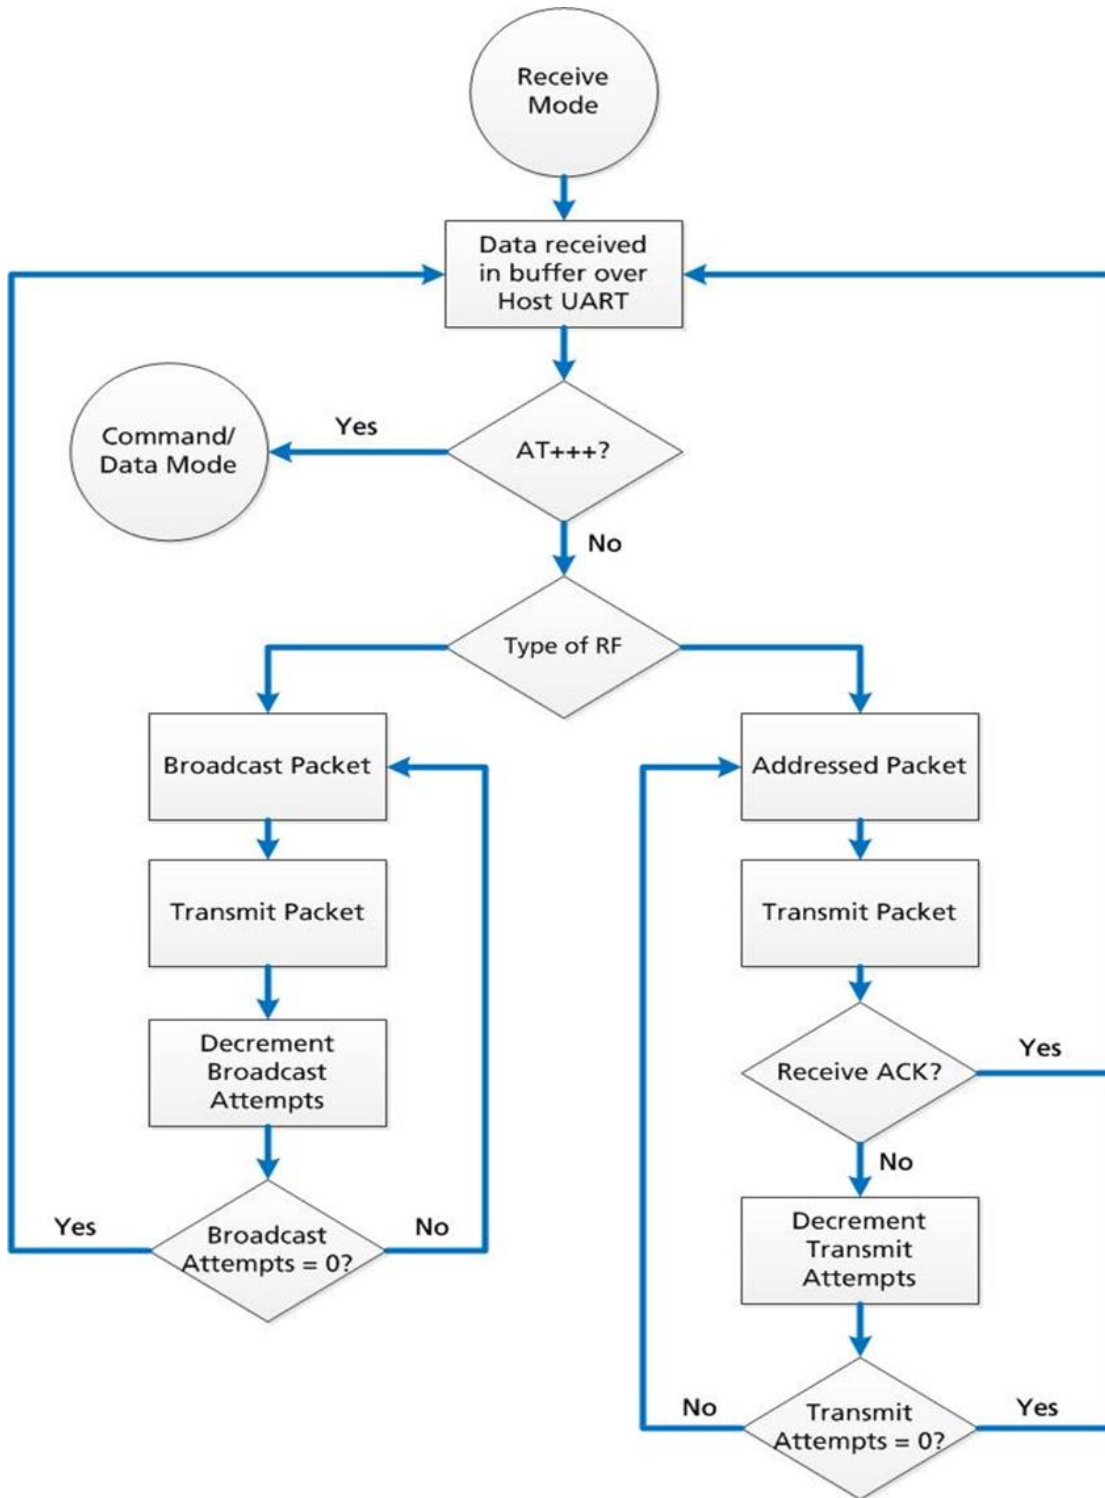 Receive
Mode
Data received
in buffer over
Host UART
Yes
Command/
Data Mode
AT+++?
No
Type of RF
Broadcast Packet
Addressed Packet
Transmit Packet
Transmit Packet
Decrement
Broadcast
Attempts
Receive ACK?
Yes
No
Yes
Broadcast
Attempts = 0?
No
Decrement
Transmit
Attempts
No
Transmit
Attempts = 0?
Yes